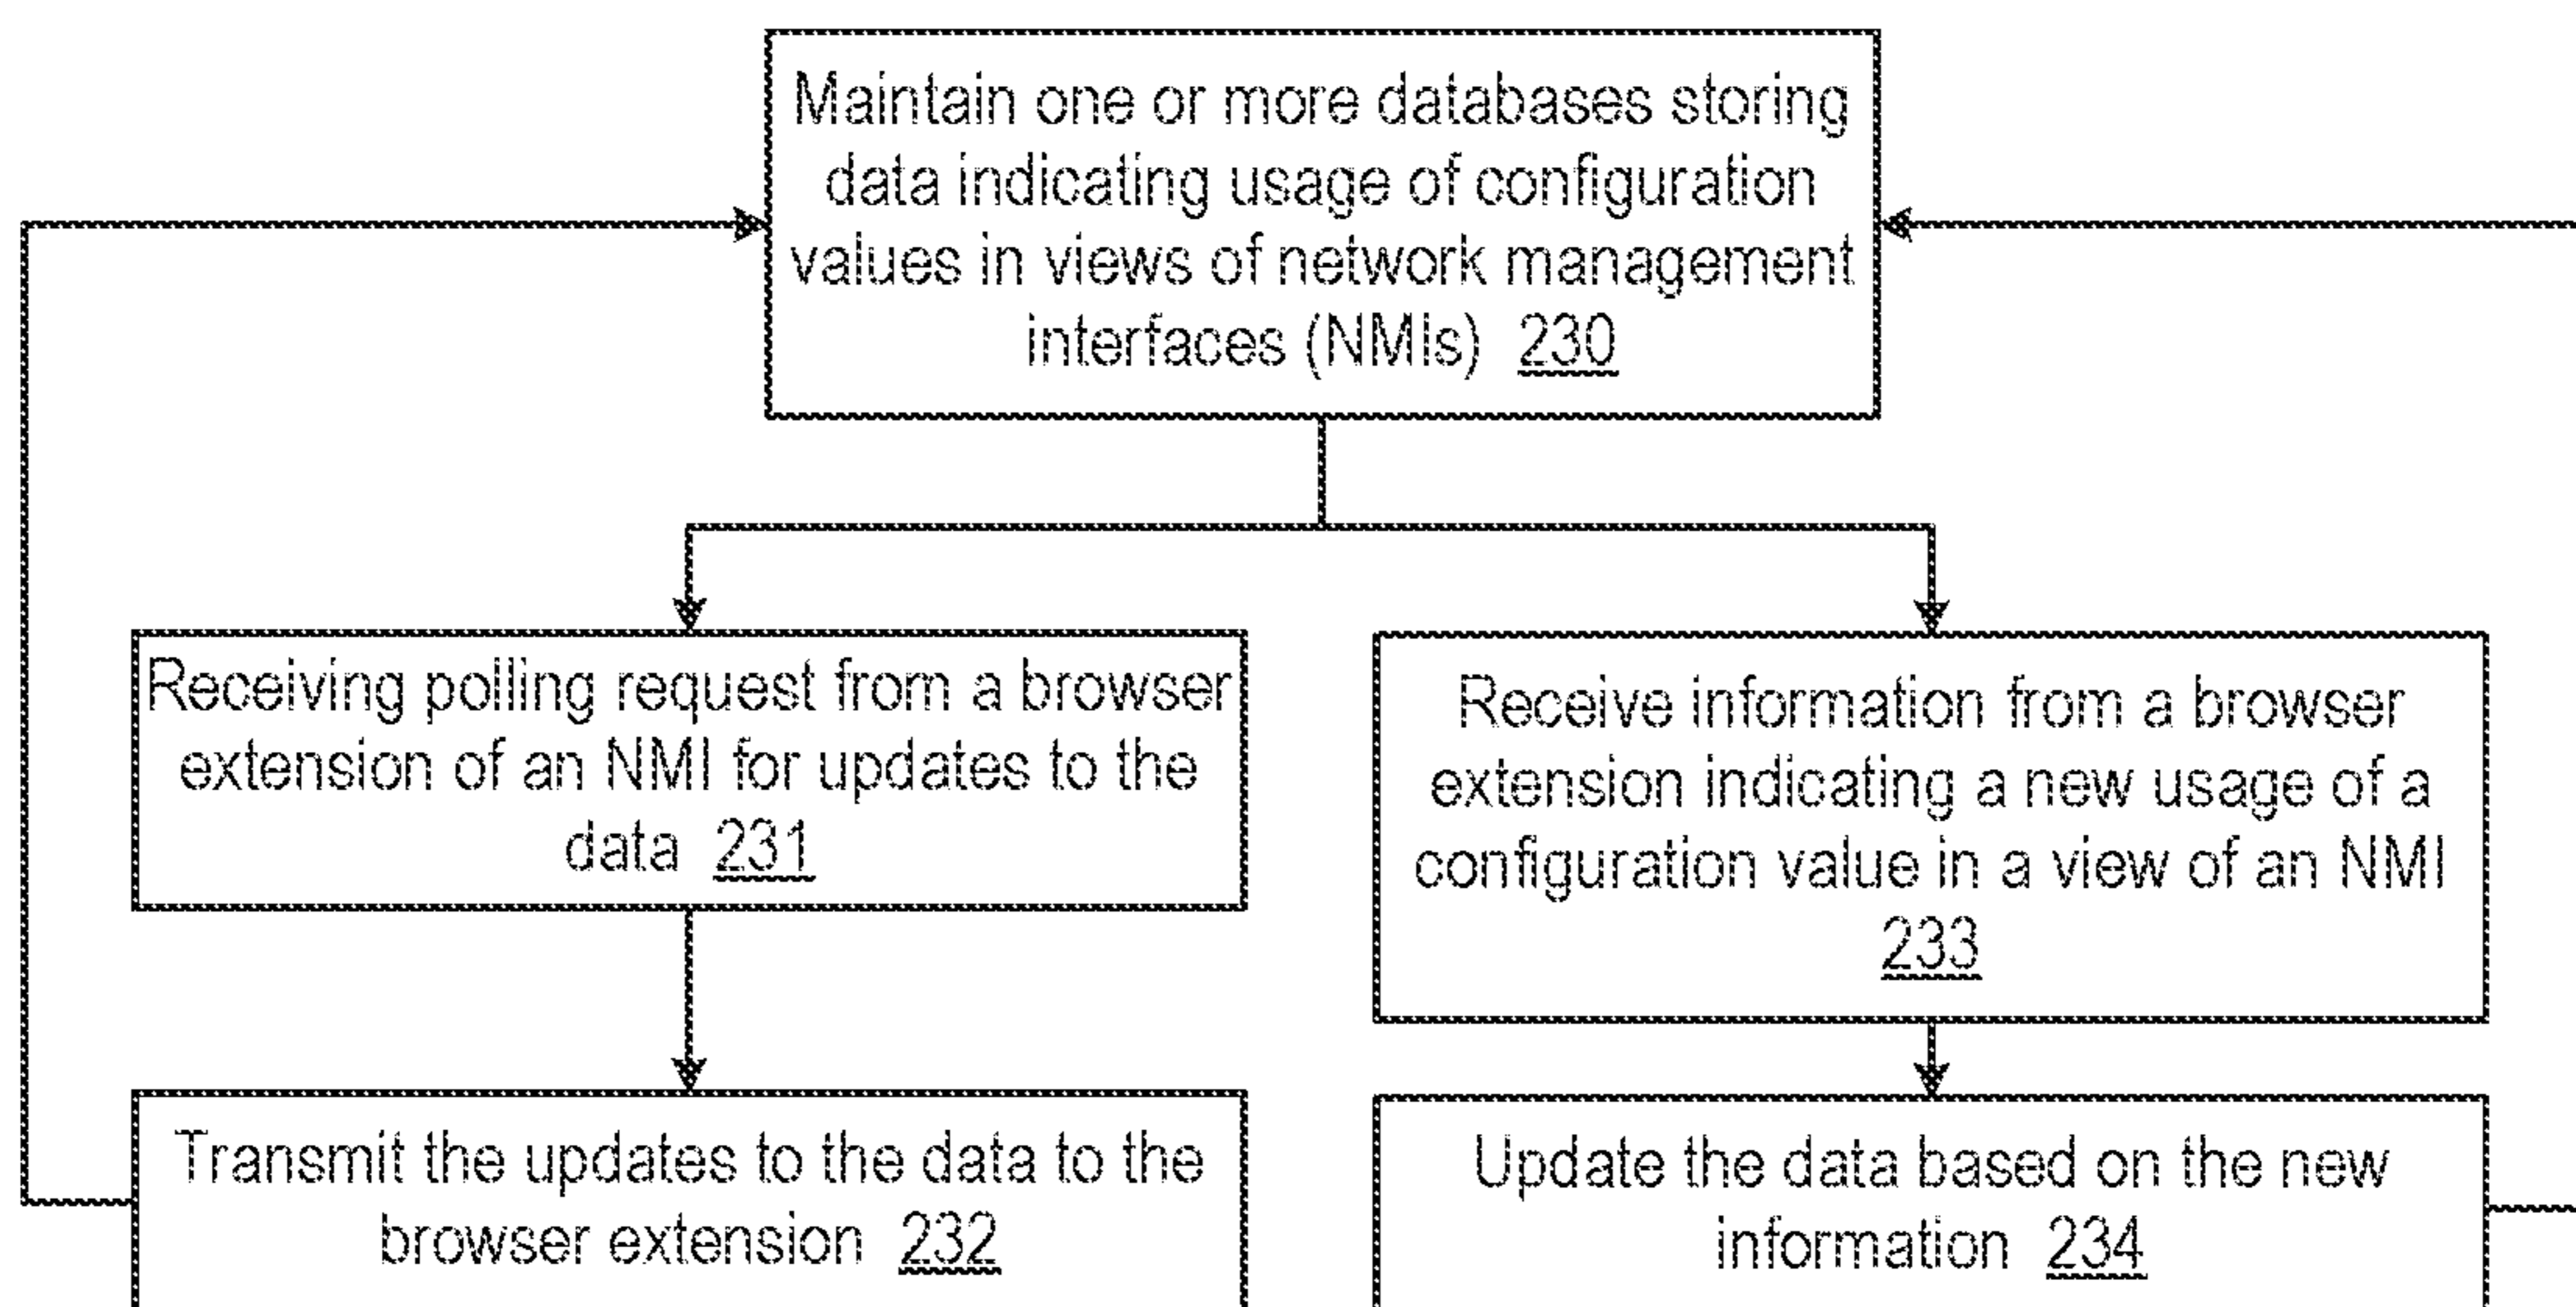 Maintain one or more databases storing
data indicating usage of configuration
values in views of network management
interfaces (NMIs) 230
Receiving polling request from a browser
extension of an NMI for updates to the
data 231
Receive information from a browser
extension indicating a new usage of a
configuration value in a view of an NMI
233
Transmit the updates to the data to the
browser extension 232
Update the data based on the new
information 234